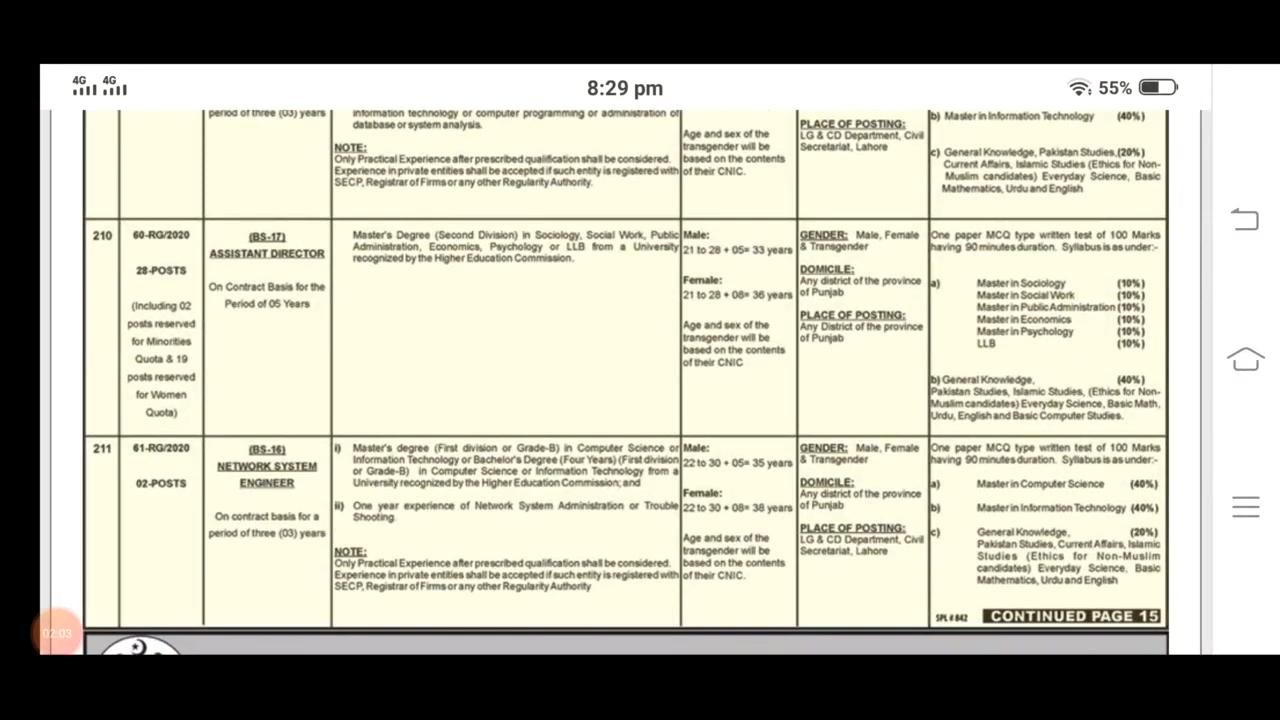 4G 4G
8:29 pm
55%
period of three (03) years
information technology or computer programming or administration of
database or system analysis.
NOTE:
Only Practical Experience after prescribed qualification shall be considered.
Experience in private entities shall be accepted if such entity is registered with
SECP, Registrar of Firms or any other Regularity Authority.
Age and sex of the
transgender will be
based on the contents
of their CNIC.
PLACE OF POSTING:
LG & CD Department, Civil
Secretariat, Lahore
b) Master in Information Technology (40%)
c) General Knowledge, Pakistan Studies,(20%)
Current Affairs, Islamic Studies (Ethics for Non-
Muslim candidates) Everyday Science, Basic
Mathematics, Urdu and English
210
60-RG/2020
28-POSTS
(Including 02
posts reserved
for Minorities
Quota & 19
posts reserved
for Women
Quota)
(BS-17)
ASSISTANT DIRECTOR
On Contract Basis for the
Period of 05 Years
Master's Degree (Second Division) in Sociology, Social Work, Public
Administration, Economics, Psychology or LLB from a University
recognized by the Higher Education Commission.
Male:
21 to 28 + 05= 33 years
Female:
21 to 28 + 08= 36 years
Age and sex of the
transgender will be
based on the contents
of their CNIC
GENDER: Male, Female
& Transgender
DOMICILE:
Any district of the province
of Punjab
PLACE OF POSTING:
Any District of the province
of Punjab
One paper MCQ type written test of 100 Marks
having 90 minutes duration. Syllabus is as under:-
a) Master in Sociology (10%)
Master in Social Work (10%)
Master in Public Administration (10%)
Master in Economics (10%)
Master in Psychology (10%)
LLB (10%)
b) General Knowledge, (40%)
Pakistan Studies, Islamic Studies, (Ethics for Non-
Muslim candidates) Everyday Science, Basic Math,
Urdu, English and Basic Computer Studies.
211
61-RG/2020
02-POSTS
(BS-16)
NETWORK SYSTEM
ENGINEER
On contract basis for a
period of three (03) years
i) Master's degree (First division or Grade-B) in Computer Science or
Information Technology or Bachelor's Degree (Four Years) (First division
or Grade-B) in Computer Science or Information Technology from a
University recognized by the Higher Education Commission; and
ii) One year experience of Network System Administration or Trouble
Shooting.
NOTE:
Only Practical Experience after prescribed qualification shall be considered.
Experience in private entities shall be accepted if such entity is registered with
SECP, Registrar of Firms or any other Regularity Authority
Male:
22 to 30 + 05= 35 years
Female:
22 to 30 + 08= 38 years
Age and sex of the
transgender will be
based on the contents
of their CNIC.
GENDER: Male, Female
& Transgender
DOMICILE:
Any district of the province
of Punjab
PLACE OF POSTING:
LG & CD Department, Civil
Secretariat, Lahore
One paper MCQ type written test of 100 Marks
having 90 minutes duration. Syllabus is as under:-
a) Master in Computer Science (40%)
b) Master in Information Technology (40%)
c) General Knowledge, (20%)
Pakistan Studies, Current Affairs, Islamic
Studies (Ethics for Non-Muslim
candidates) Everyday Science, Basic
Mathematics, Urdu and English
SPL # 842 CONTINUED PAGE 15
02:03